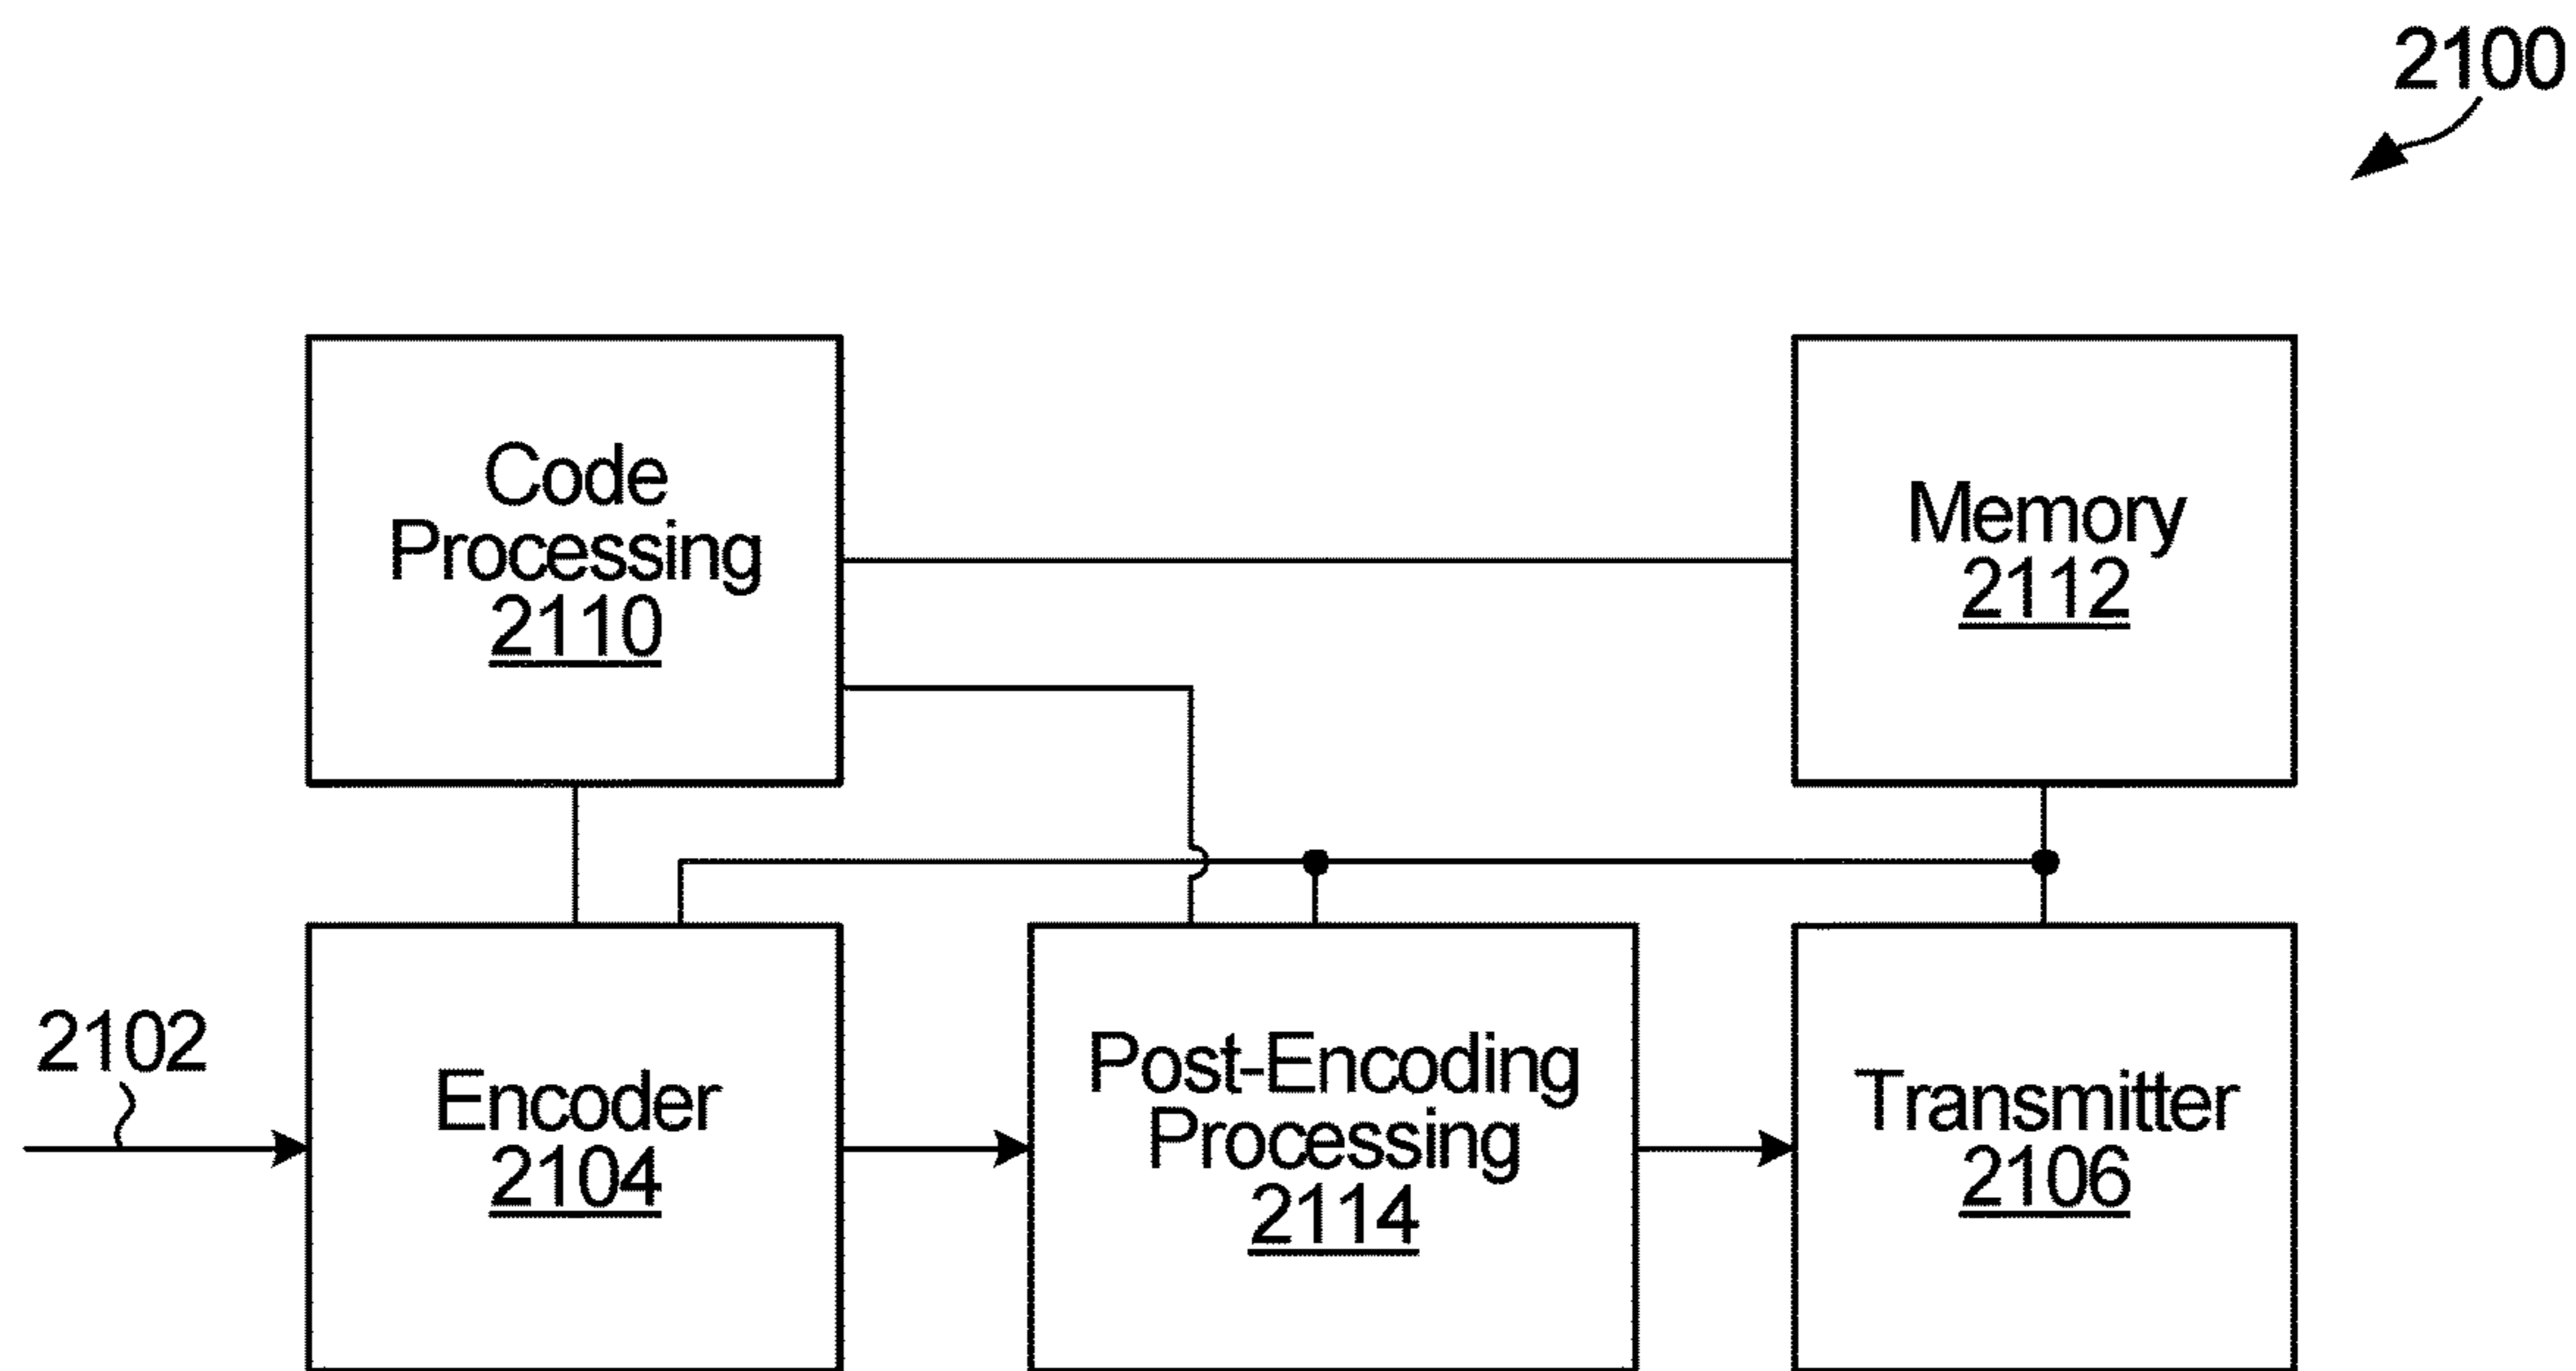 2100
Code
Processing
2110
Memory
2112
2102
Encoder
2104
Post-Encoding
Processing
2114
Transmitter
2106